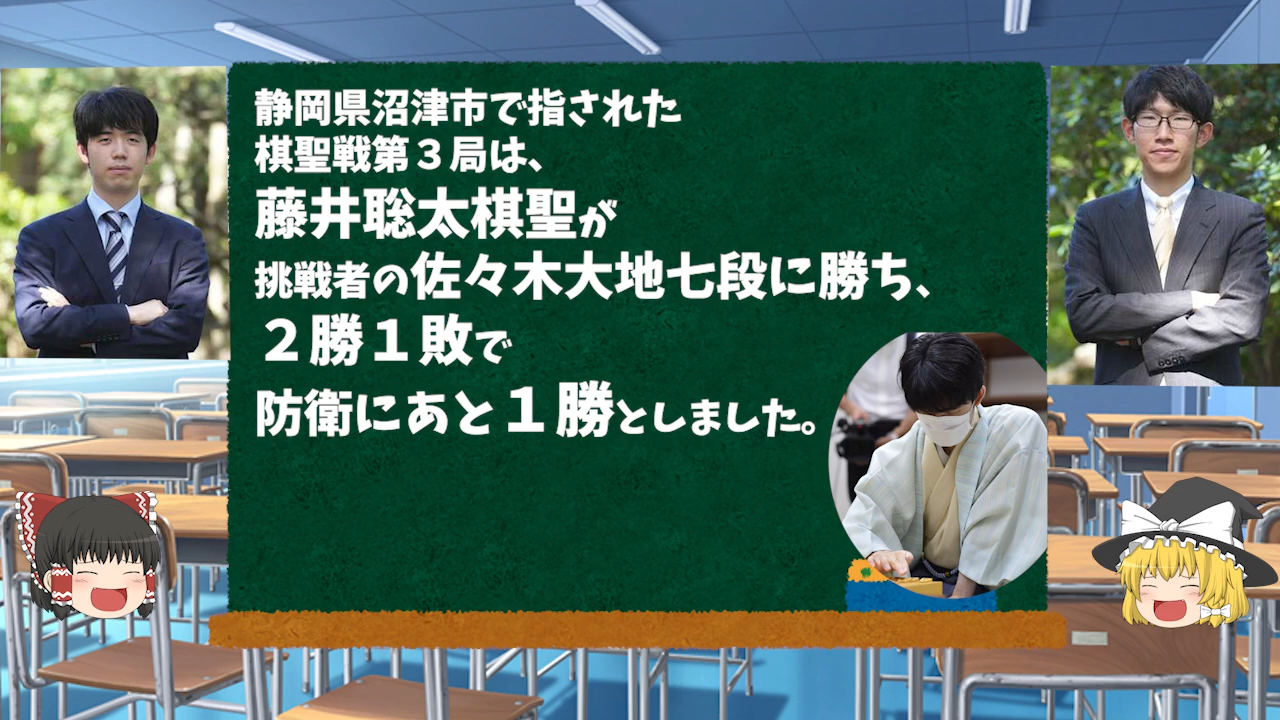 静岡県沼津市で指された
棋聖戦第３局は、
藤井聡太棋聖が
挑戦者の佐々木大地七段に勝ち、
２勝１敗で
防衛にあと１勝としました。